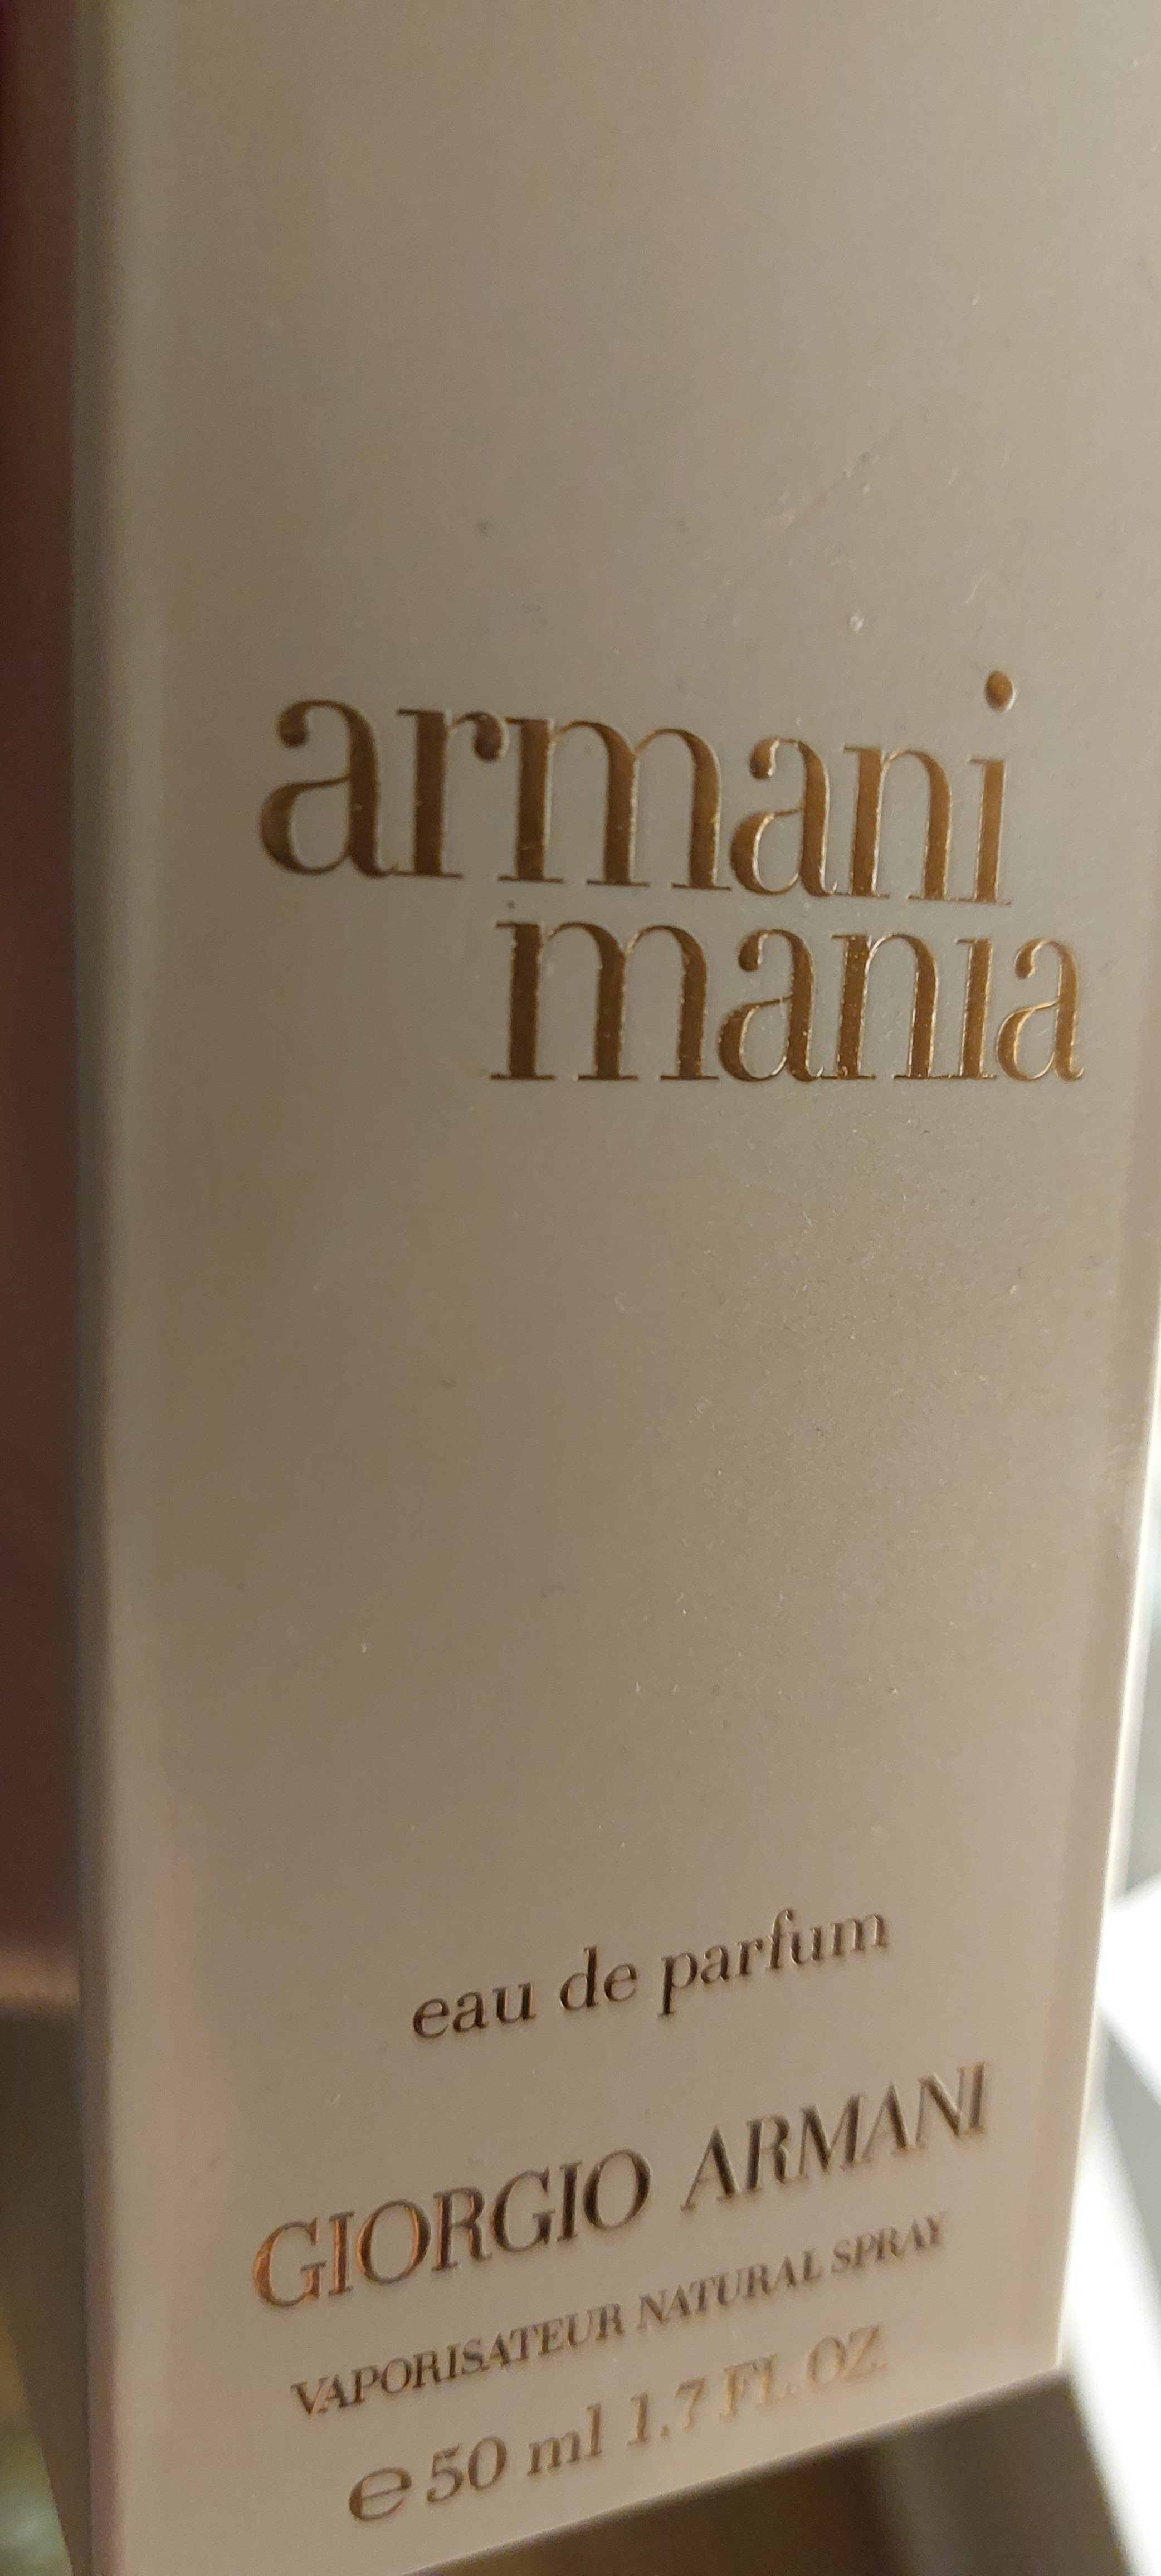 armani
mania
eau de parfum
GIORGIO ARMANI
VAPORISATEUR NATURAL SPRAY
℮ 50 ml 1.7 FL.OZ.